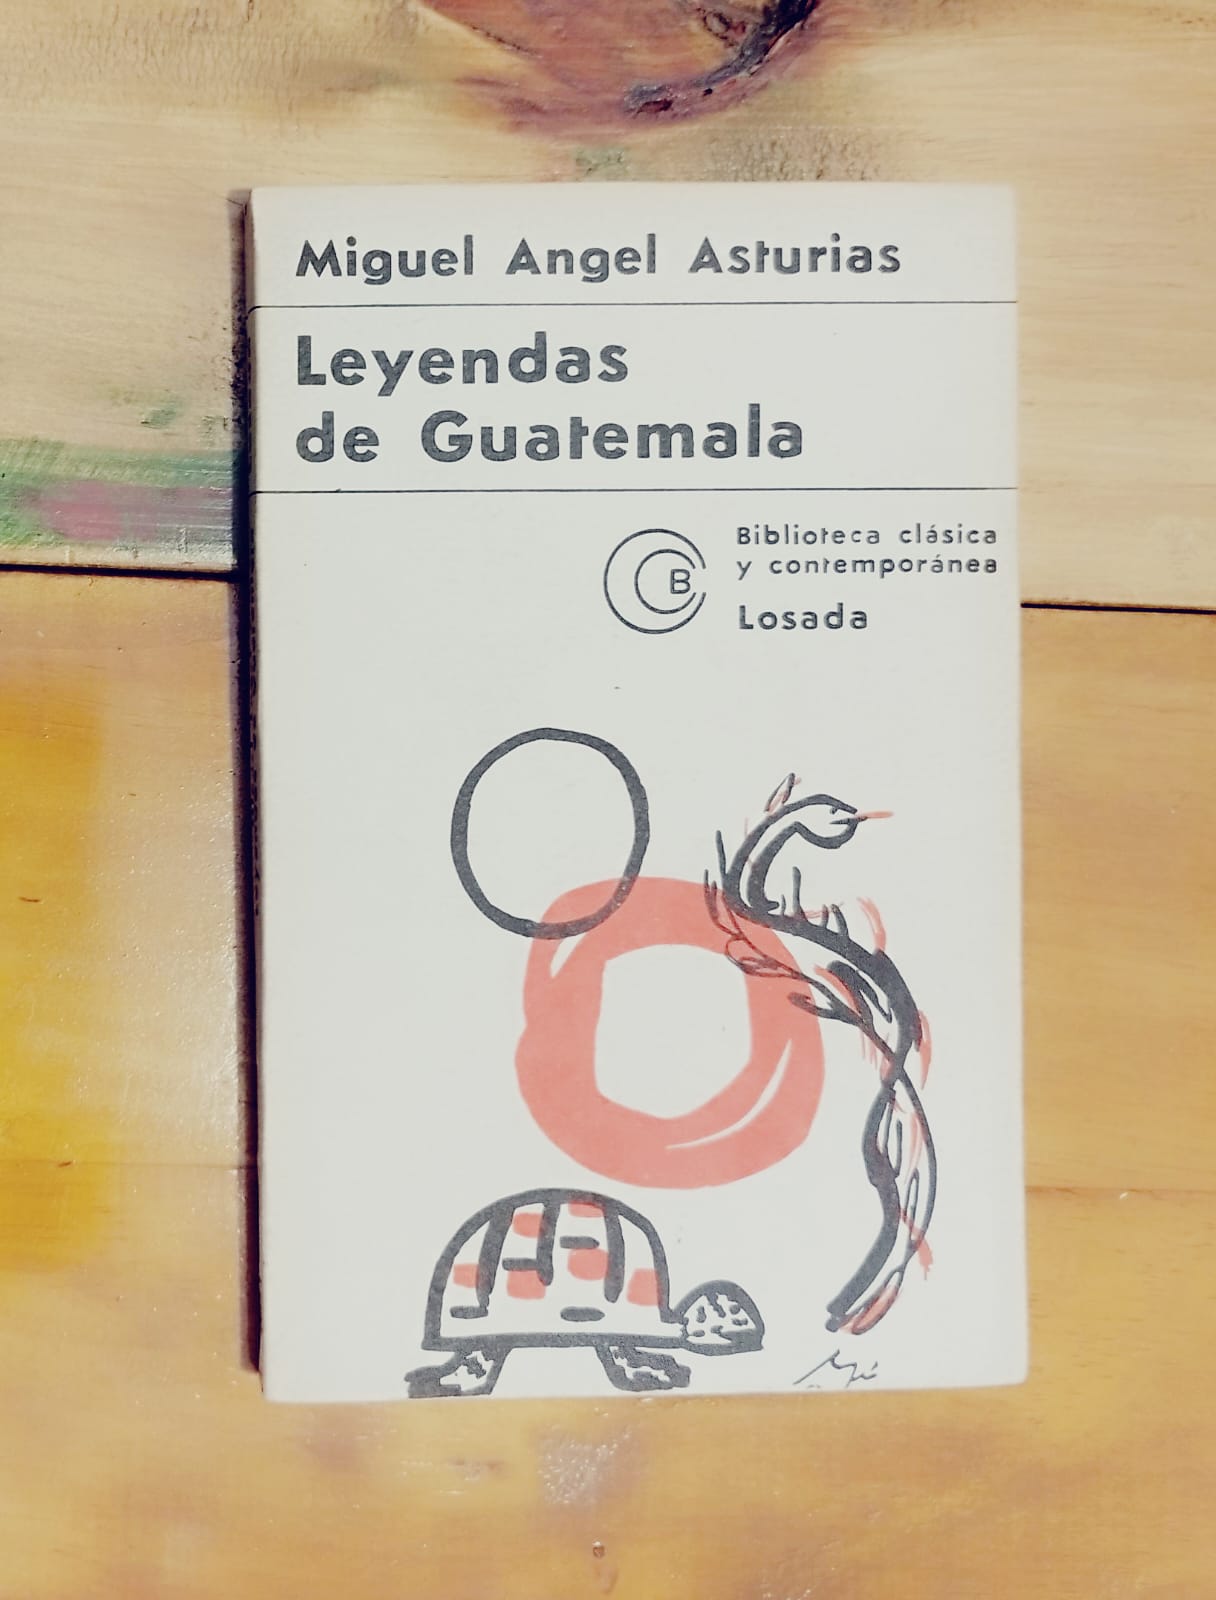 Miguel Angel Asturias
Leyendas
de Guatemala
B
Biblioteca clásica
y contemporánea
Losada